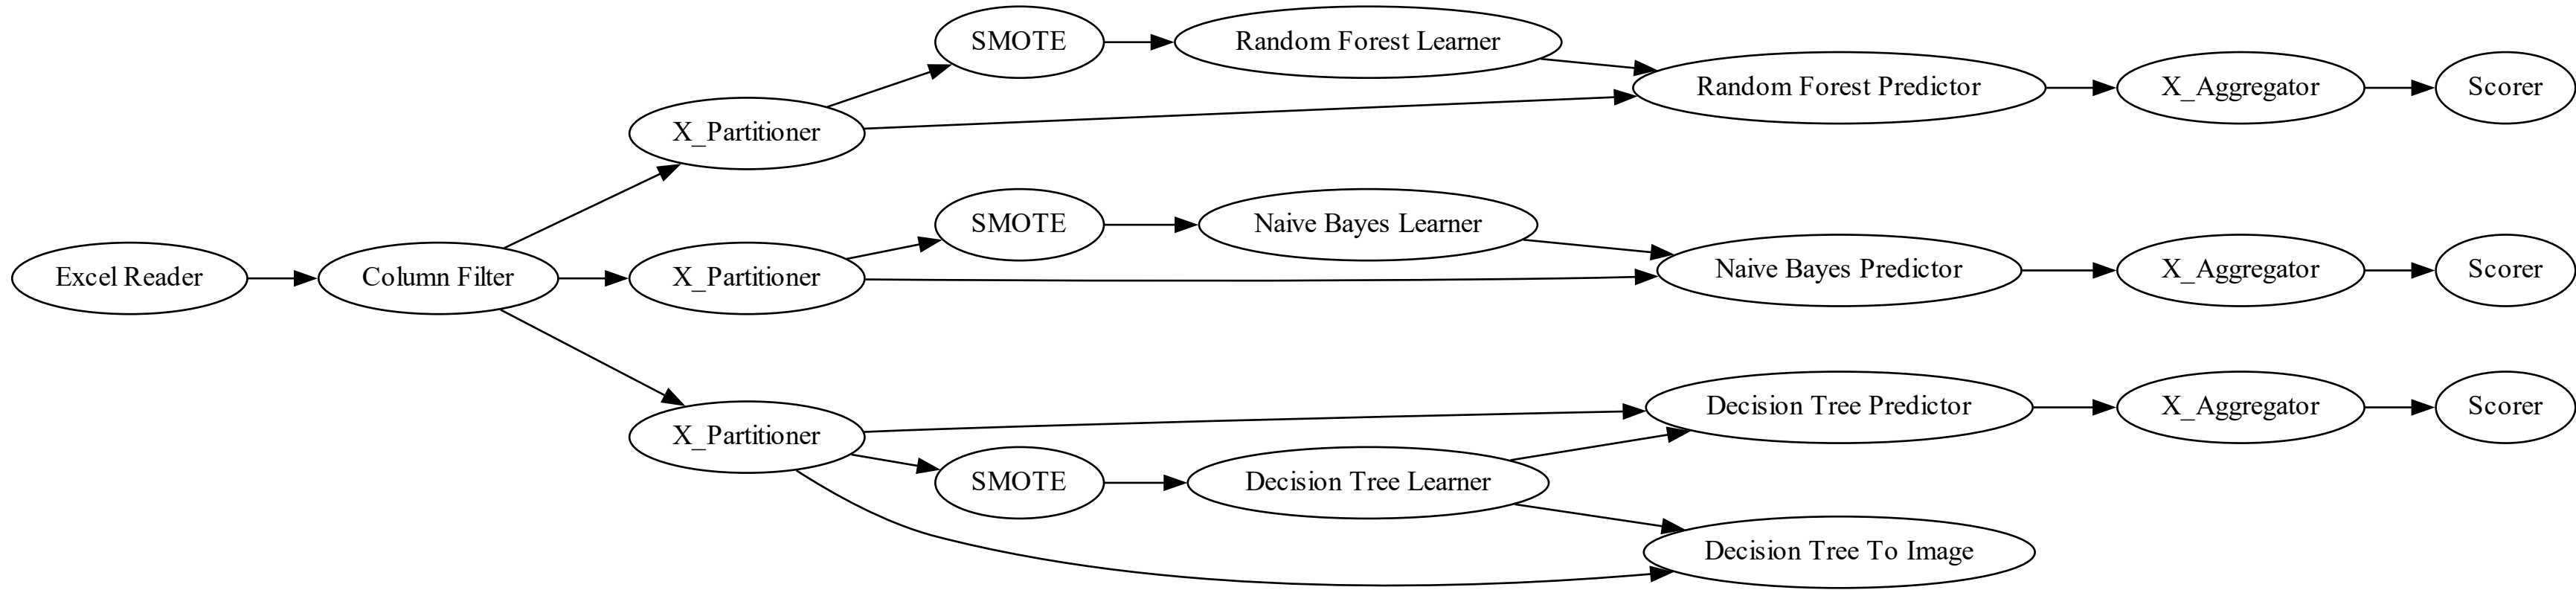 SMOTE
Random Forest Learner
Random Forest Predictor
X_Aggregator
Scorer
X_Partitioner
SMOTE
Naive Bayes Learner
Excel Reader
Column Filter
X_Partitioner
Naive Bayes Predictor
X_Aggregator
Scorer
Decision Tree Predictor
X_Aggregator
Scorer
X_Partitioner
SMOTE
Decision Tree Learner
Decision Tree To Image